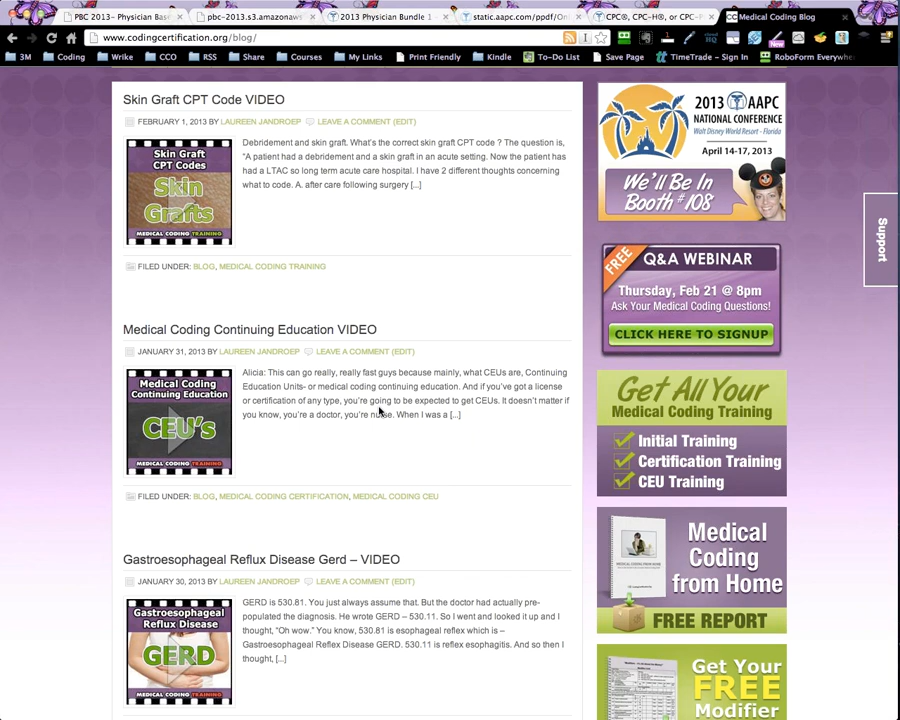 PBC 2013– Physician Bas
pbc-2013.s3.amazonaw
2013 Physician Bundle 1
static.aapc.com/ppdf/On
CPC®, CPC-H®, or CPC-
Medical Coding Blog
www.codingcertification.org/blog/
3M Coding Wrike CCO RSS Share Courses My Links Print Friendly Kindle To-Do List Save Page TimeTrade – Sign In RoboForm Everywhe
Skin Graft CPT Code VIDEO
FEBRUARY 1, 2013 BY LAUREEN JANDROEP LEAVE A COMMENT (EDIT)
Skin Graft
CPT Codes
Skin
Grafts
MEDICAL CODING TRAINING
Debridement and skin graft. What's the correct skin graft CPT code ? The question is,
"A patient had a debridement and a skin graft in an acute setting. Now the patient has
had a LTAC so long term acute care hospital. I have 2 different thoughts concerning
what to code. A. after care following surgery [...]
FILED UNDER: BLOG, MEDICAL CODING TRAINING
Medical Coding Continuing Education VIDEO
JANUARY 31, 2013 BY LAUREEN JANDROEP LEAVE A COMMENT (EDIT)
Medical Coding
Continuing Education
CEU's
MEDICAL CODING TRAINING
Alicia: This can go really, really fast guys because mainly, what CEUs are, Continuing
Education Units- or medical coding continuing education. And if you've got a license
or certification of any type, you're going to be expected to get CEUs. It doesn't matter if
you know, you're a doctor, you're nurse. When I was a [...]
FILED UNDER: BLOG, MEDICAL CODING CERTIFICATION, MEDICAL CODING CEU
Gastroesophageal Reflux Disease Gerd – VIDEO
JANUARY 30, 2013 BY LAUREEN JANDROEP LEAVE A COMMENT (EDIT)
Gastroesophageal
Reflux Disease
GERD
MEDICAL CODING TRAINING
GERD is 530.81. You just always assume that. But the doctor had actually pre-
populated the diagnosis. He wrote GERD – 530.11. So I went and looked it up and I
thought, "Oh wow." You know, 530.81 is esophageal reflex which is –
Gastroesophageal Reflex Disease GERD. 530.11 is reflex esophagitis. And so then I
thought, [...]
2013 AAPC
NATIONAL CONFERENCE
Walt Disney World Resort - Florida
April 14-17, 2013
We'll Be In
Booth #108
FREE
Q&A WEBINAR
Thursday, Feb 21 @ 8pm
Ask Your Medical Coding Questions!
CLICK HERE TO SIGNUP
Get All Your
Medical Coding Training
Initial Training
Certification Training
CEU Training
Medical
Coding
from Home
FREE REPORT
Get Your
FREE
Modifier
Support